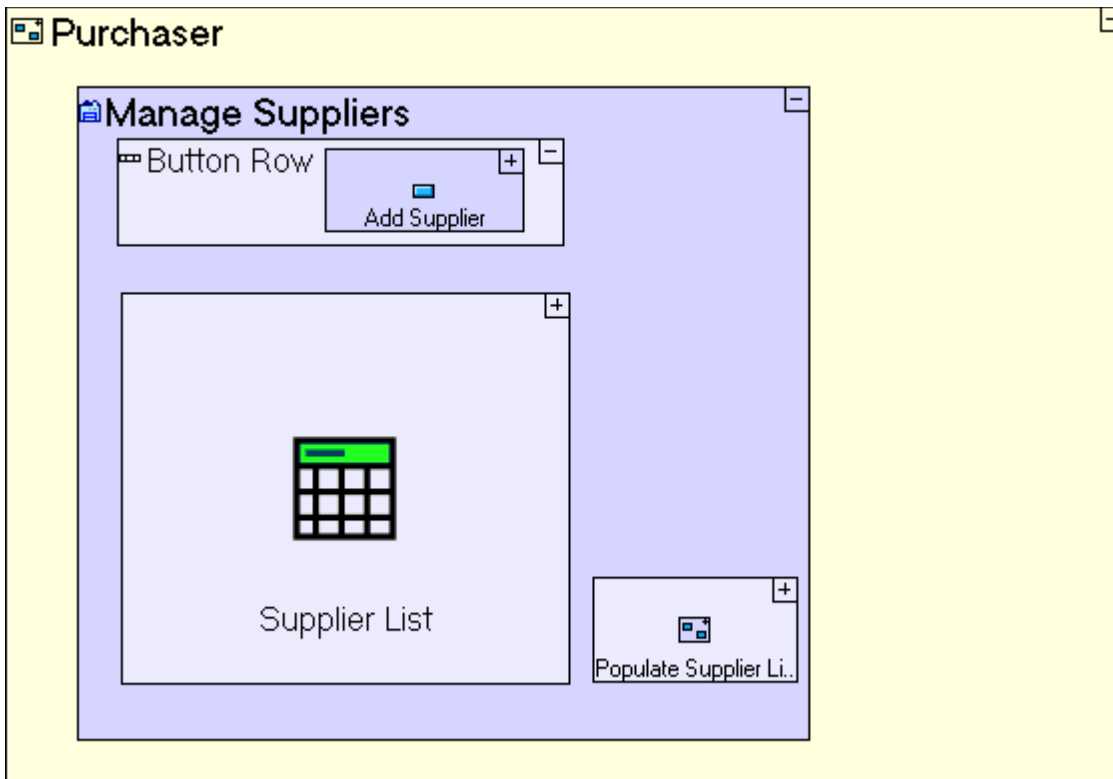 Purchaser
Manage Suppliers
Button Row
Add Supplier
Supplier List
Populate Supplier Li..